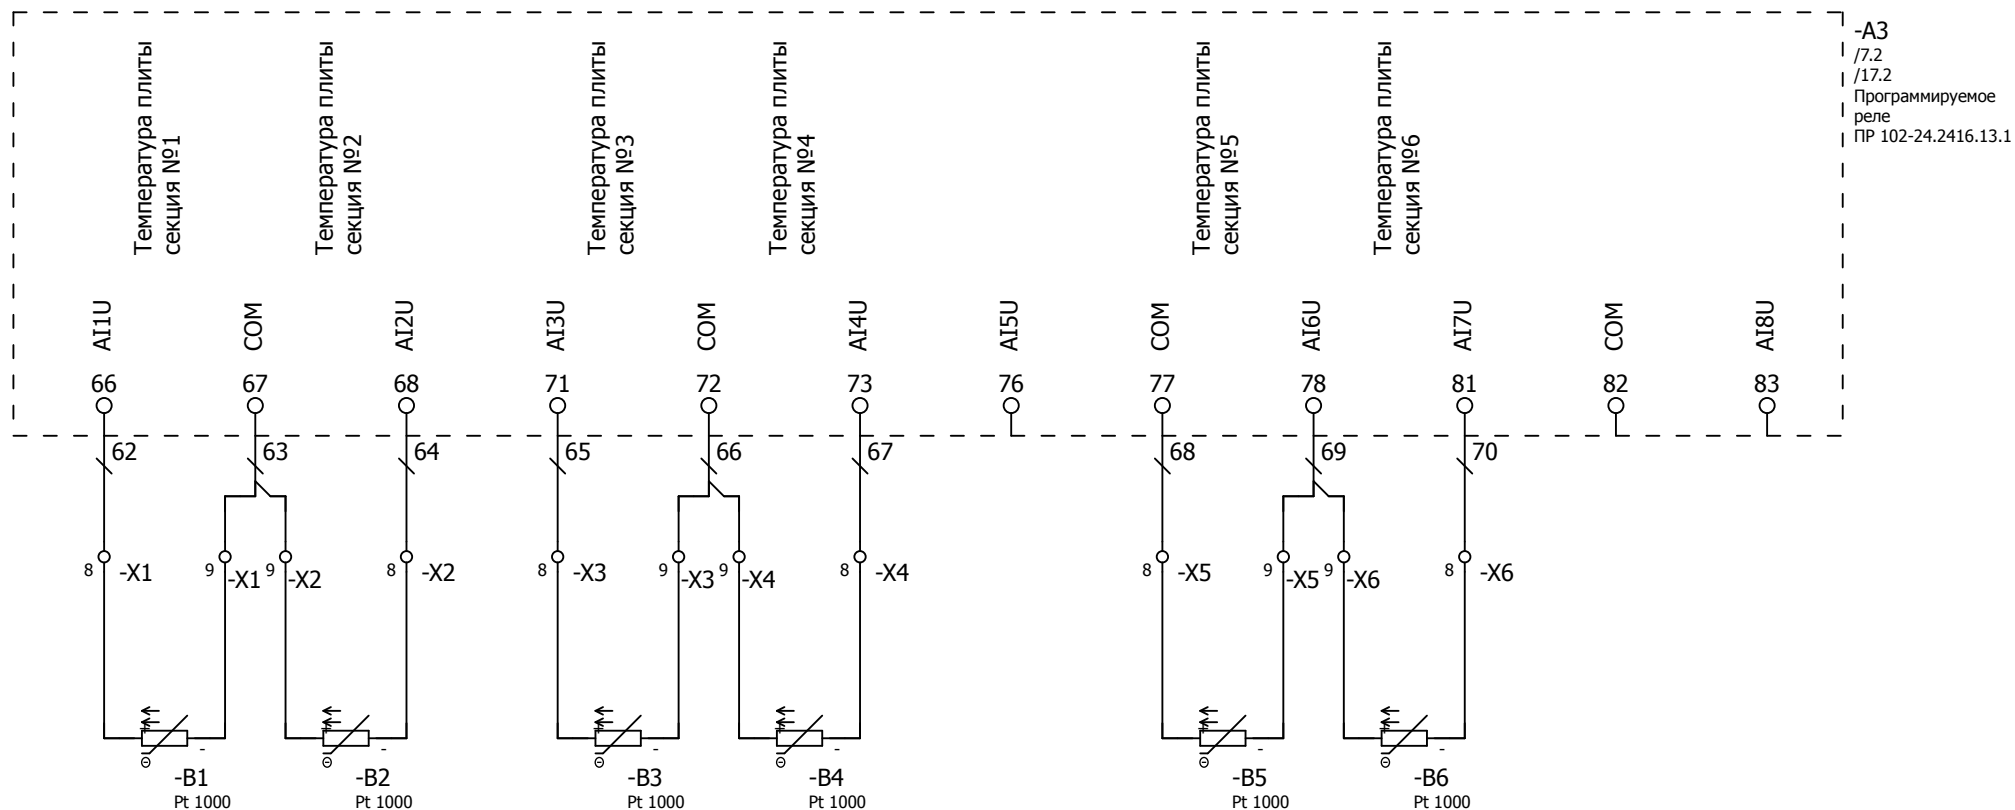 -A3
/7.2
/17.2
Программируемое
реле
ПР 102-24.2416.13.1
Температура плиты
секция №1
Температура плиты
секция №2
Температура плиты
секция №3
Температура плиты
секция №4
Температура плиты
секция №5
Температура плиты
секция №6
AI1U
COM
AI2U
AI3U
COM
AI4U
AI5U
COM
AI6U
AI7U
COM
AI8U
66
67
68
71
72
73
76
77
78
81
82
83
62
63
64
65
66
67
68
69
70
8 -X1
9 -X1
9 -X2
8 -X2
8 -X3
9 -X3
9 -X4
8 -X4
8 -X5
9 -X5
9 -X6
8 -X6
-B1
Pt 1000
-B2
Pt 1000
-B3
Pt 1000
-B4
Pt 1000
-B5
Pt 1000
-B6
Pt 1000